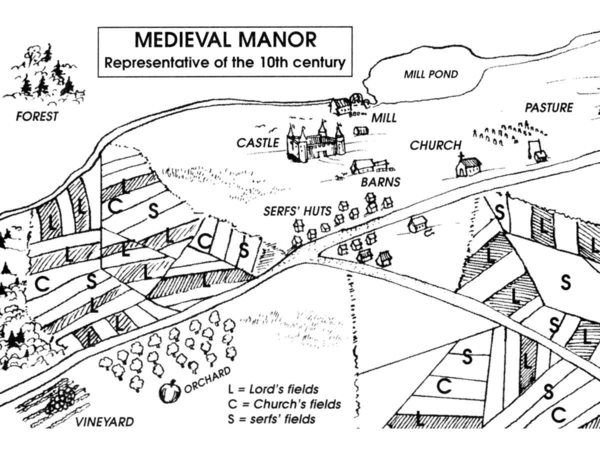 MEDIEVAL MANOR
Representative of the 10th century
FOREST
MILL POND
MILL
PASTURE
CASTLE
CHURCH
BARNS
SERFS' HUTS
L
L
L
C
S
S
L
C
S
L
L
L
S
C
S
L
L
L
L
L
S
L
C
S
L
L
S
C
ORCHARD
VINEYARD
L = Lord's fields
C = Church's fields
S = serfs' fields